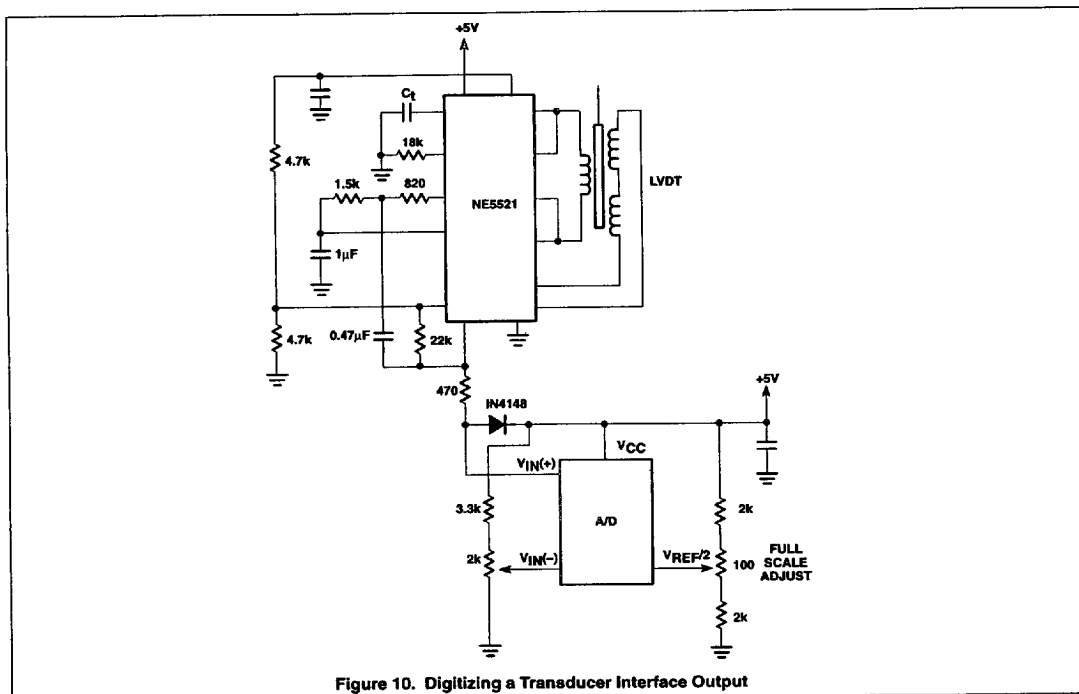 +5V
Ct
18k
4.7k
1.5k
820
NE5521
LVDT
1µF
4.7k
0.47µF
22k
470
+5V
IN4148
VCC
VIN(+)
3.3k
A/D
2k
2k
VIN(–)
VREF/2
100
FULL
SCALE
ADJUST
2k
Figure 10. Digitizing a Transducer Interface Output